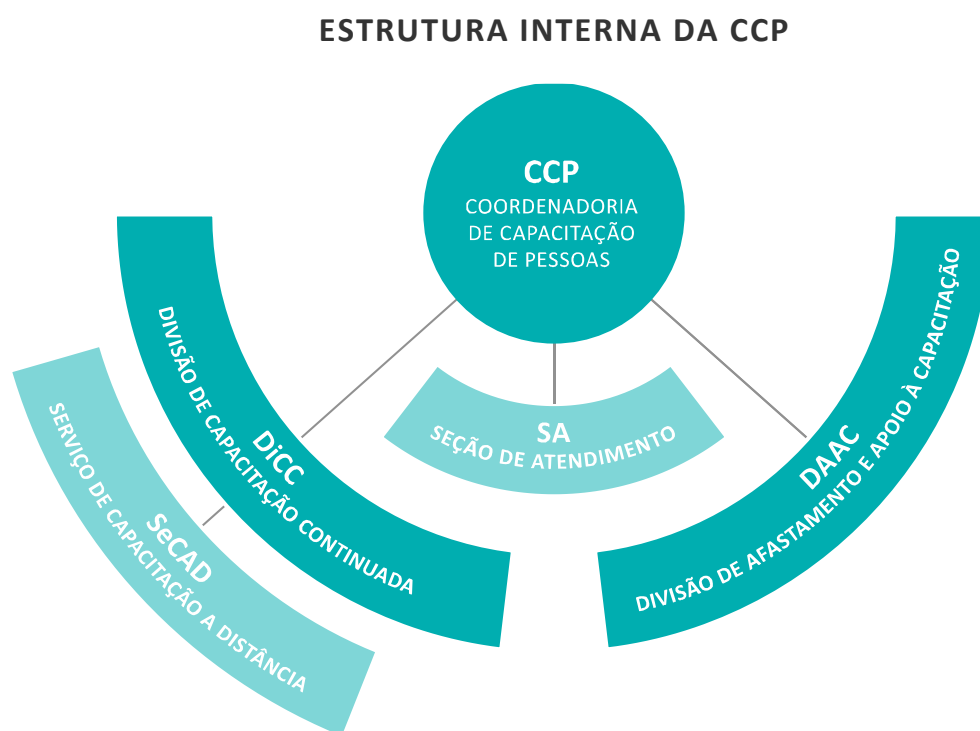 ESTRUTURA INTERNA DA CCP
CCP
COORDENADORIA
DE CAPACITAÇÃO
DE PESSOAS
SA
SEÇÃO DE ATENDIMENTO
DiCC
DIVISÃO DE CAPACITAÇÃO CONTINUADA
DAAC
DIVISÃO DE AFASTAMENTO E APOIO À CAPACITAÇÃO
SeCAD
SERVIÇO DE CAPACITAÇÃO A DISTÂNCIA